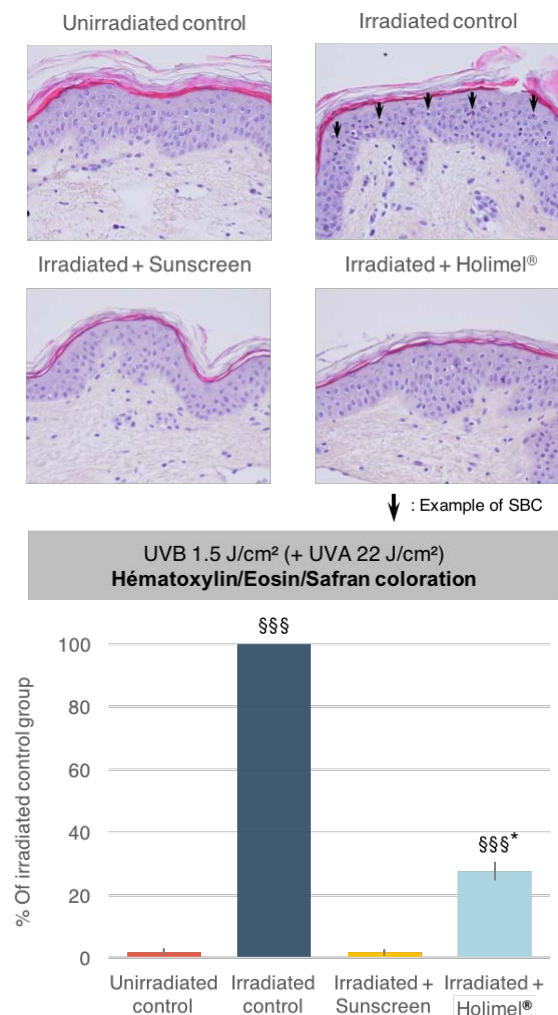 Unirradiated control
Irradiated control
Irradiated + Sunscreen
Irradiated + Holimel®
: Example of SBC
UVB 1.5 J/cm² (+ UVA 22 J/cm²)
Hématoxylin/Eosin/Safran coloration
% Of irradiated control group
100
80
60
40
20
0
§§§
§§§*
Unirradiated
control
Irradiated
control
Irradiated +
Sunscreen
Irradiated +
Holimel®